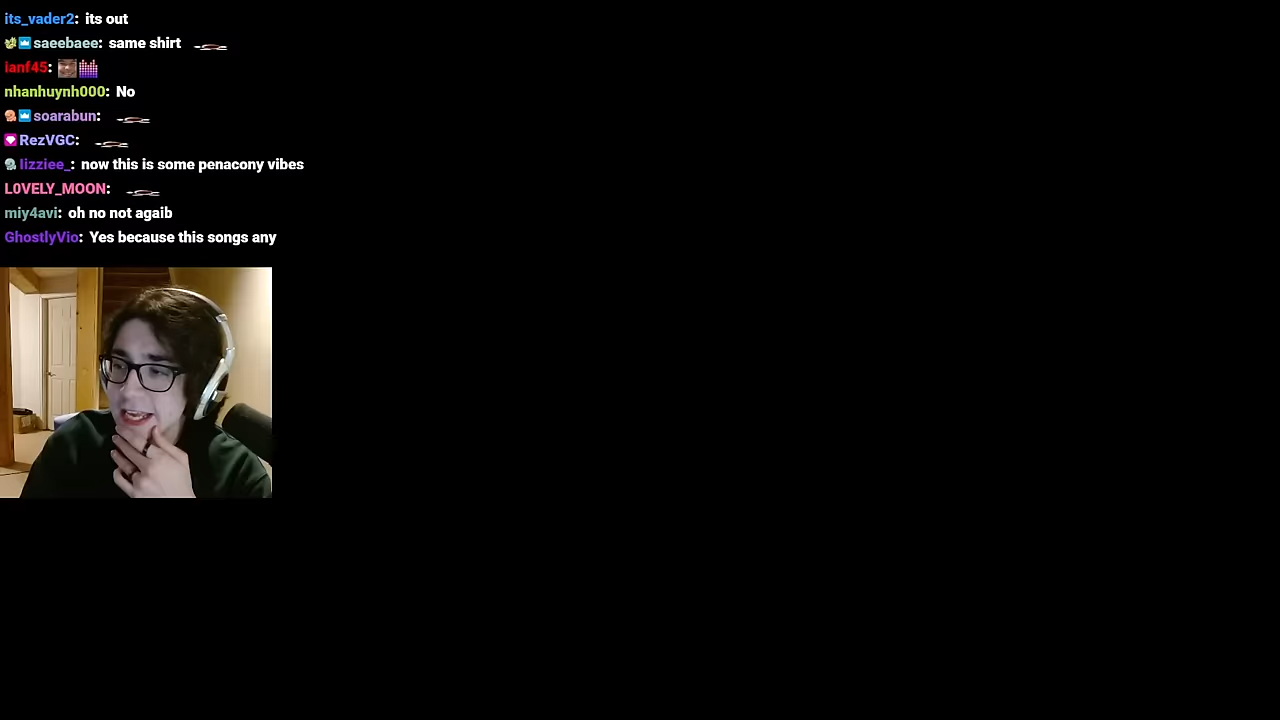 its_vader2: its out
saeebaee: same shirt
ianf45:
nhanhuynh000: No
soarabun:
RezVGC:
lizziee_: now this is some penacony vibes
L0VELY_MOON:
miy4avi: oh no not agaib
GhostlyVio: Yes because this songs any